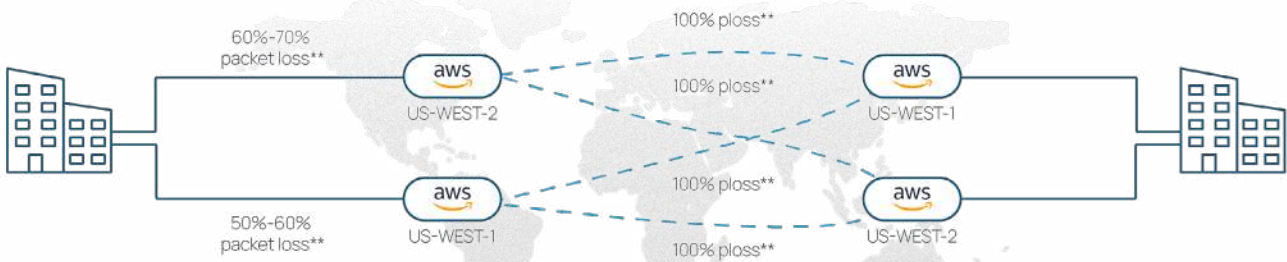 100% ploss**
60%-70%
packet loss**
aws
US-WEST-2
aws
US-WEST-1
100% ploss**
100% ploss**
aws
US-WEST-1
aws
US-WEST-2
50%-60%
packet loss**
100% ploss**